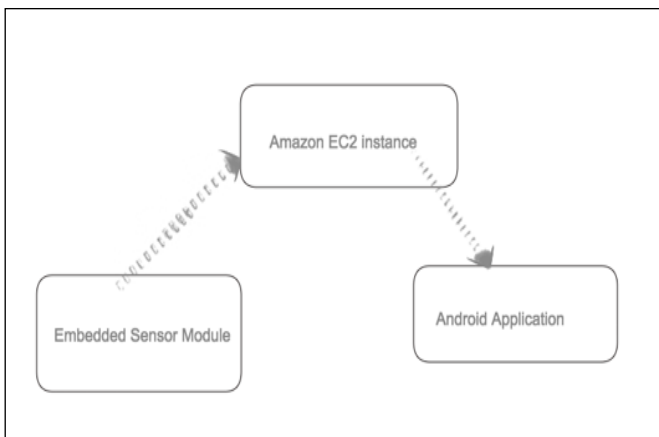 Amazon EC2 instance
Embedded Sensor Module
Android Application